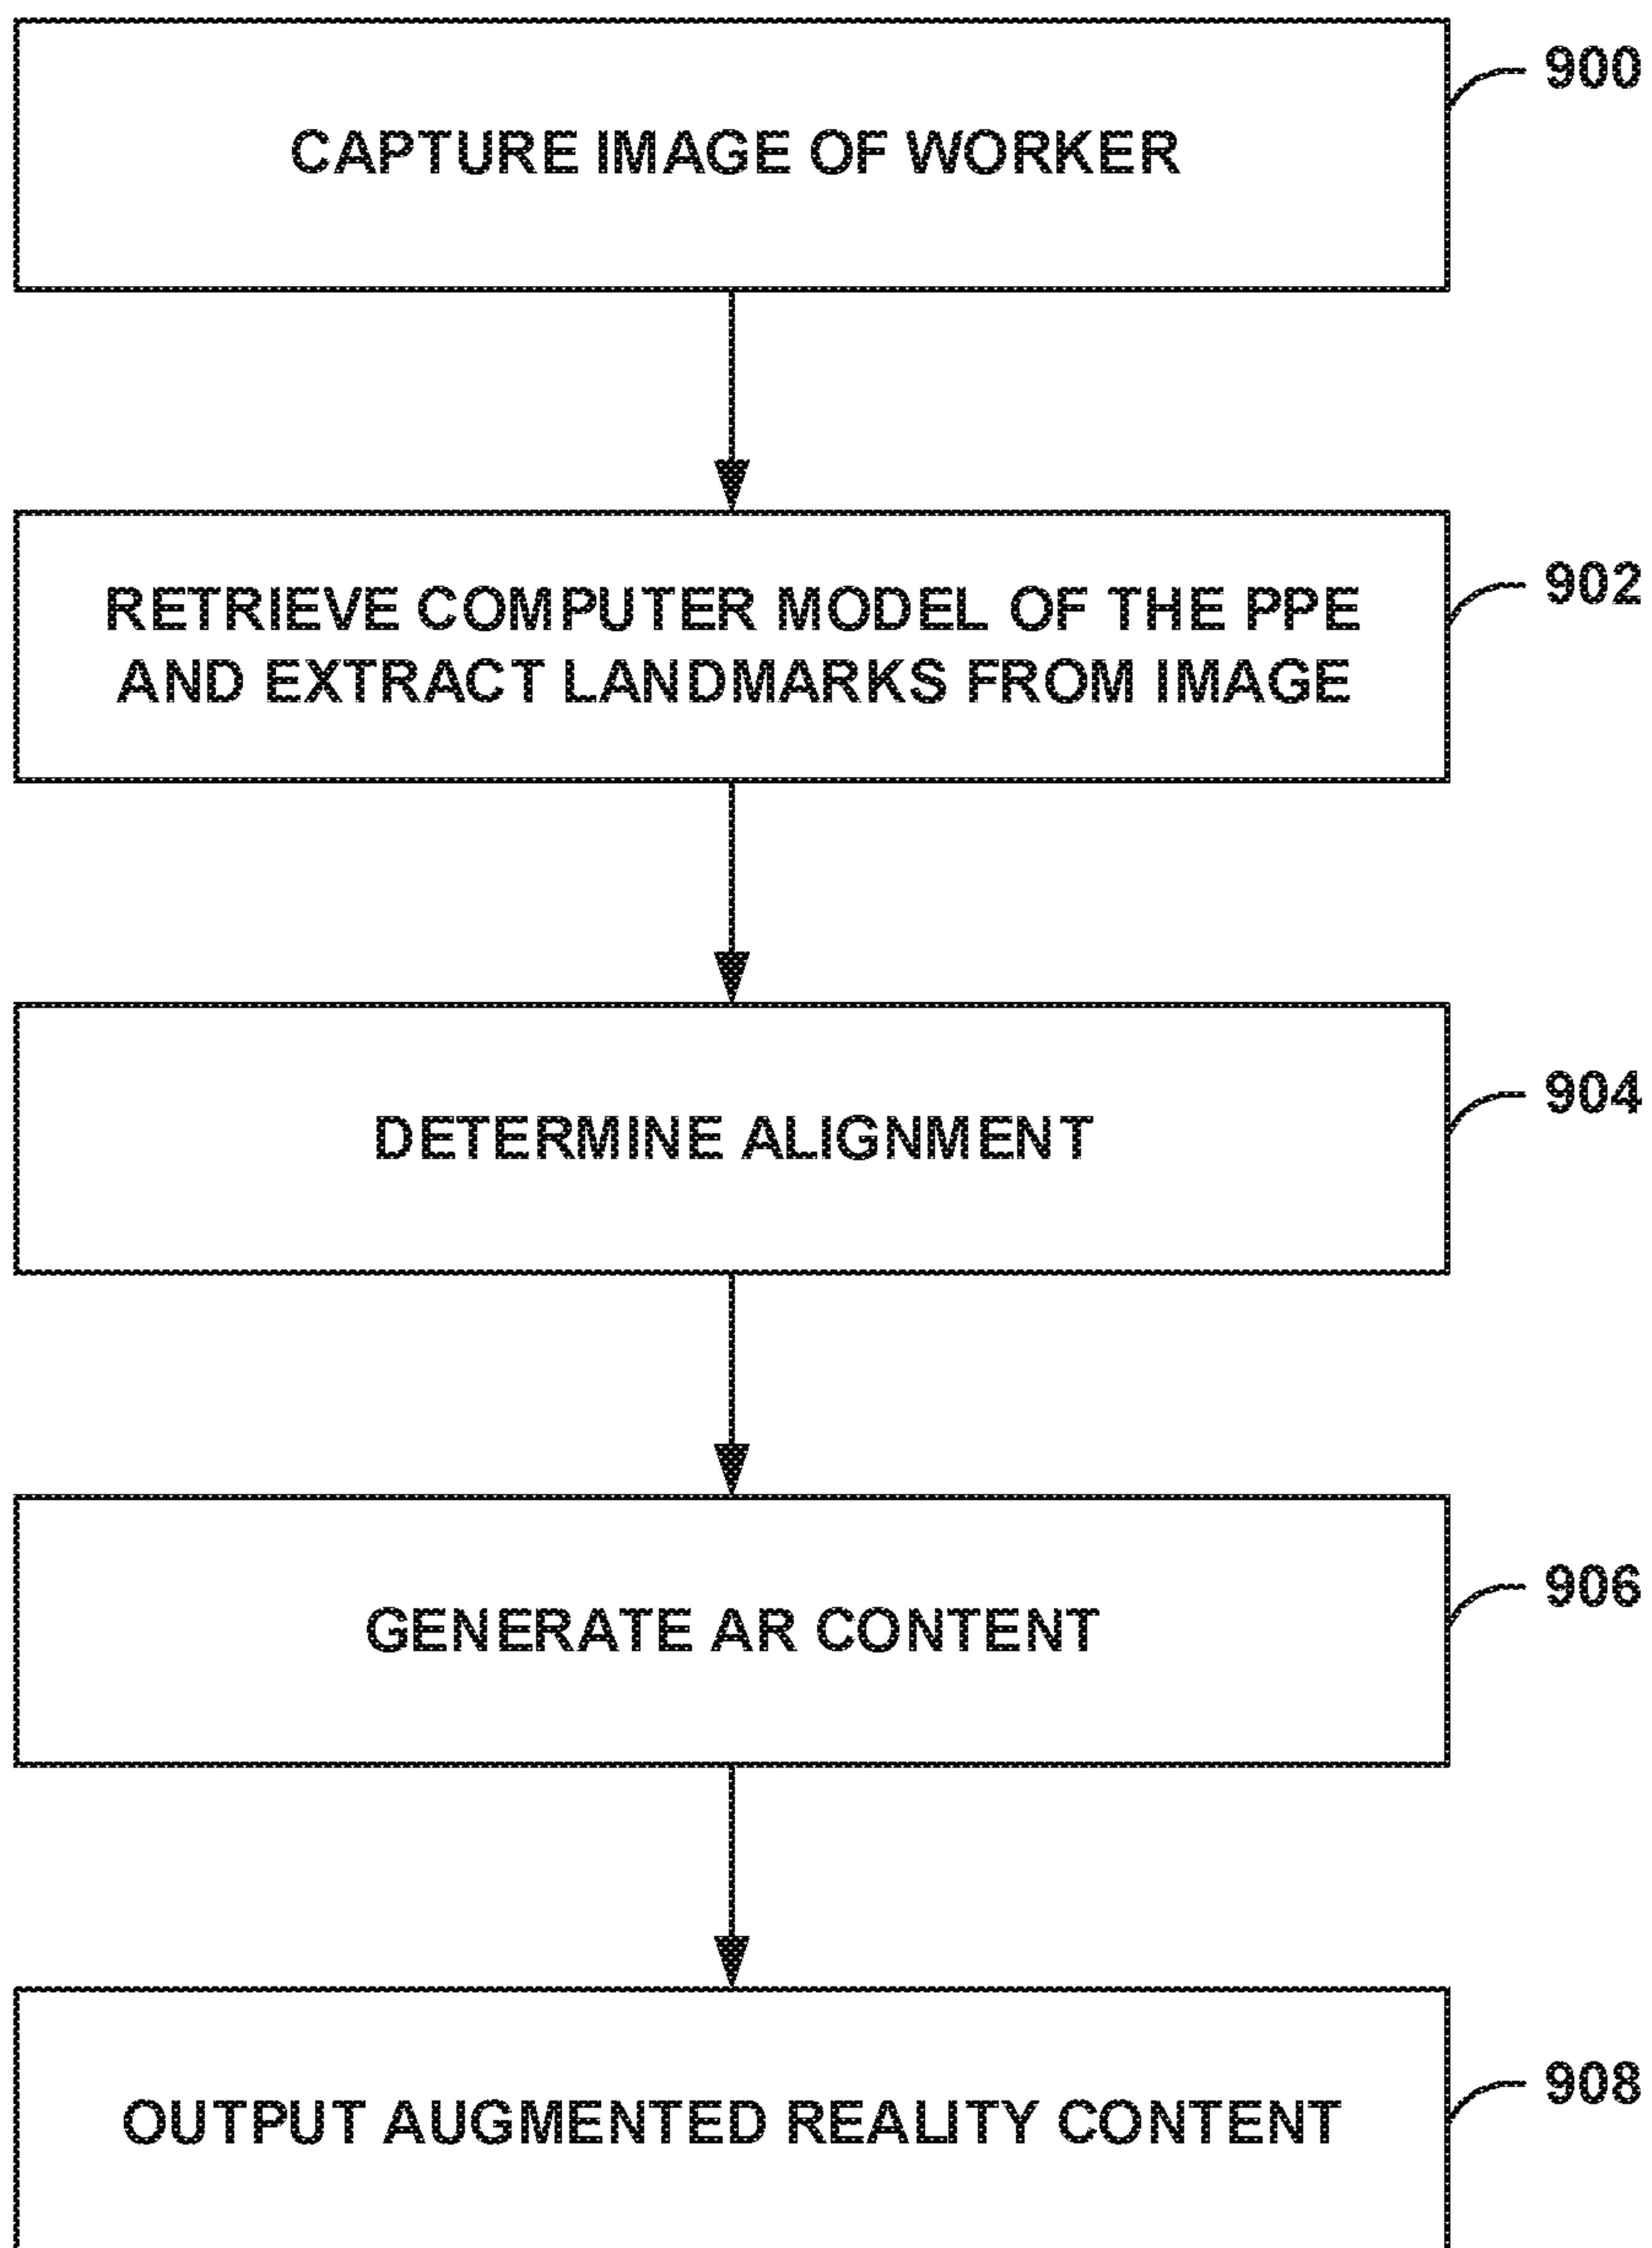 CAPTURE IMAGE OF WORKER
900
RETRIEVE COMPUTER MODEL OF THE PPE
AND EXTRACT LANDMARKS FROM IMAGE
902
DETERMINE ALIGNMENT
904
GENERATE AR CONTENT
906
OUTPUT AUGMENTED REALITY CONTENT
908